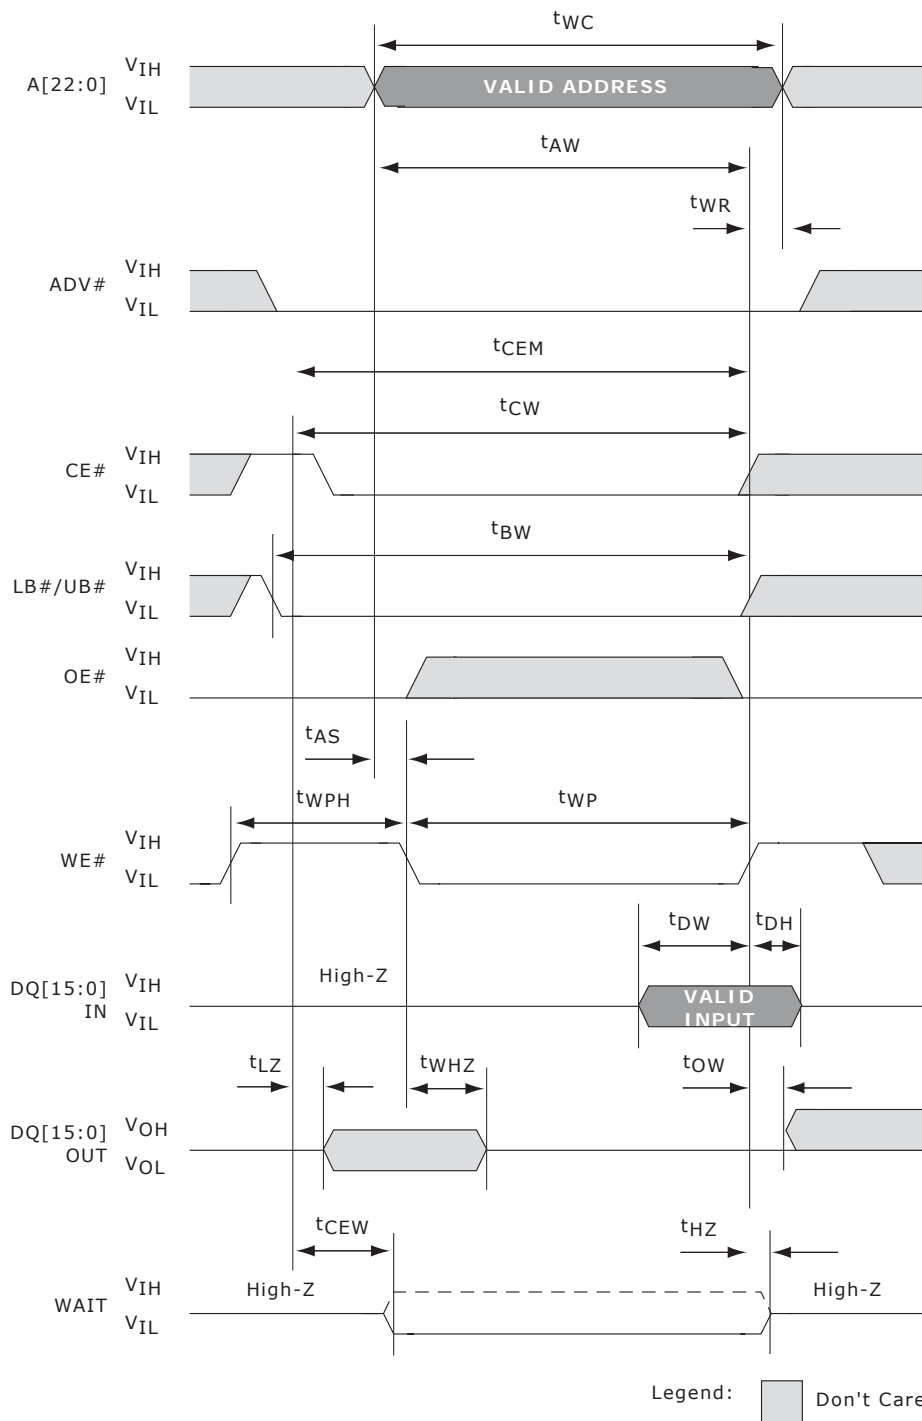 tWC
A[22:0] VIH VIL
VALID ADDRESS
tAW
tWR
ADV# VIH VIL
tCEM
tCW
CE# VIH VIL
tBW
LB#/UB# VIH VIL
OE# VIH VIL
tAS
tWPH tWP
WE# VIH VIL
tDW tDH
DQ[15:0] IN VIH VIL
High-Z
VALID
INPUT
tLZ tWHZ tOW
DQ[15:0] OUT VOH VOL
tCEW tHZ
WAIT VIH VIL
High-Z High-Z
Legend: Don't Care